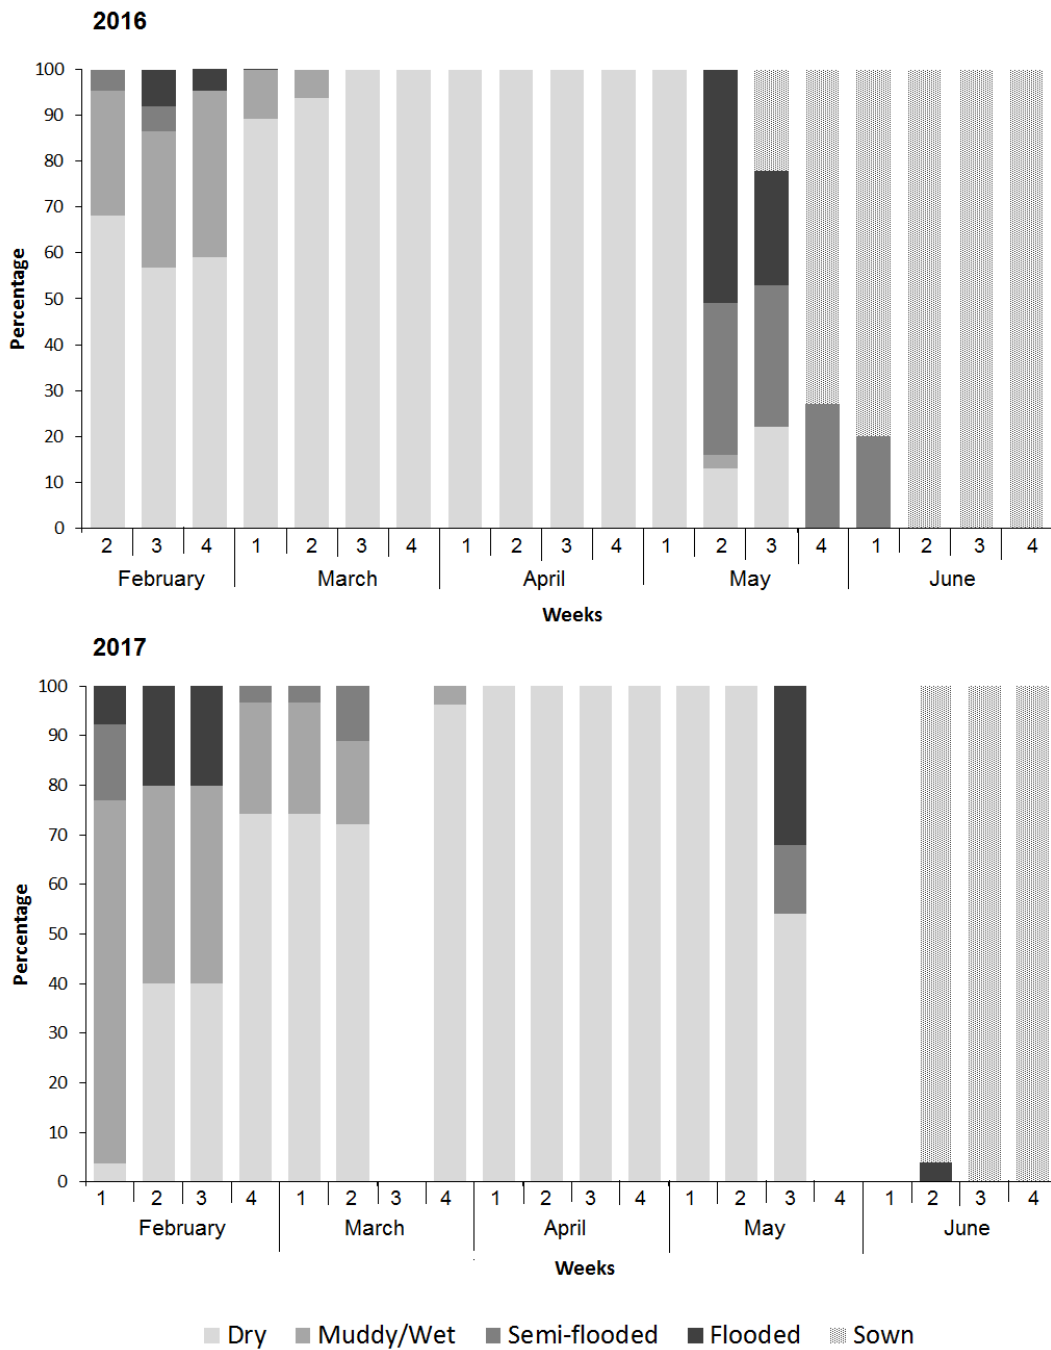 2016
100
90
80
70
60
50
40
30
20
10
0
Percentage
2 3 4 1 2 3 4 1 2 3 4 1 2 3 4 1 2 3 4
February March April May June
Weeks
2017
100
90
80
70
60
50
40
30
20
10
0
Percentage
1 2 3 4 1 2 3 4 1 2 3 4 1 2 3 4 1 2 3 4
February March April May June
Weeks
Dry Muddy/Wet Semi-flooded Flooded Sown